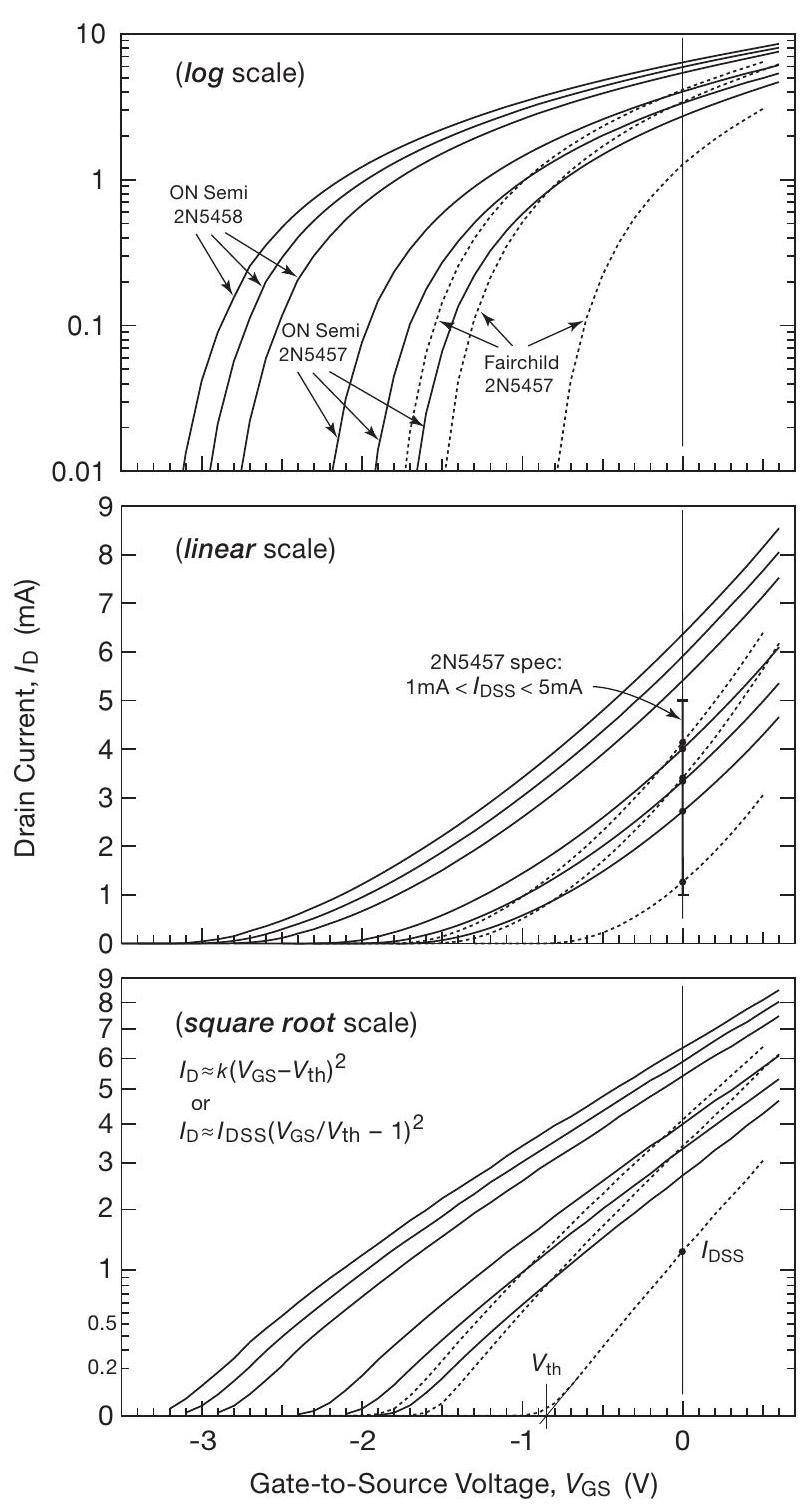 10
(log scale)
1
ON Semi
2N5458
0.1
ON Semi
2N5457
Fairchild
2N5457
0.01
9
(linear scale)
8
7
2N5457 spec:
1mA < IDSS < 5mA
6
5
4
3
2
1
0
Drain Current, ID (mA)
9
8
(square root scale)
7
ID≈k(VGS–Vth)2
6
or
5
ID≈IDSS(VGS/Vth – 1)2
4
3
2
IDSS
1
0.5
Vth
0.2
0
-3
-2
-1
0
Gate-to-Source Voltage, VGS (V)